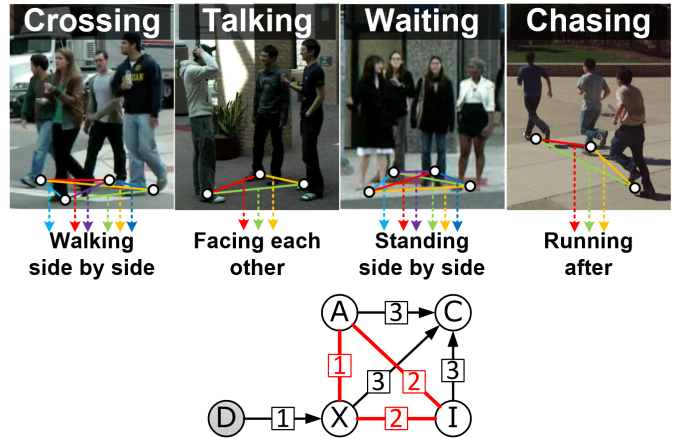 Crossing
Talking
Waiting
Chasing
Walking
side by side
Facing each
other
Standing
side by side
Running
after
A
3
C
1
3
2
3
D
1
X
2
I